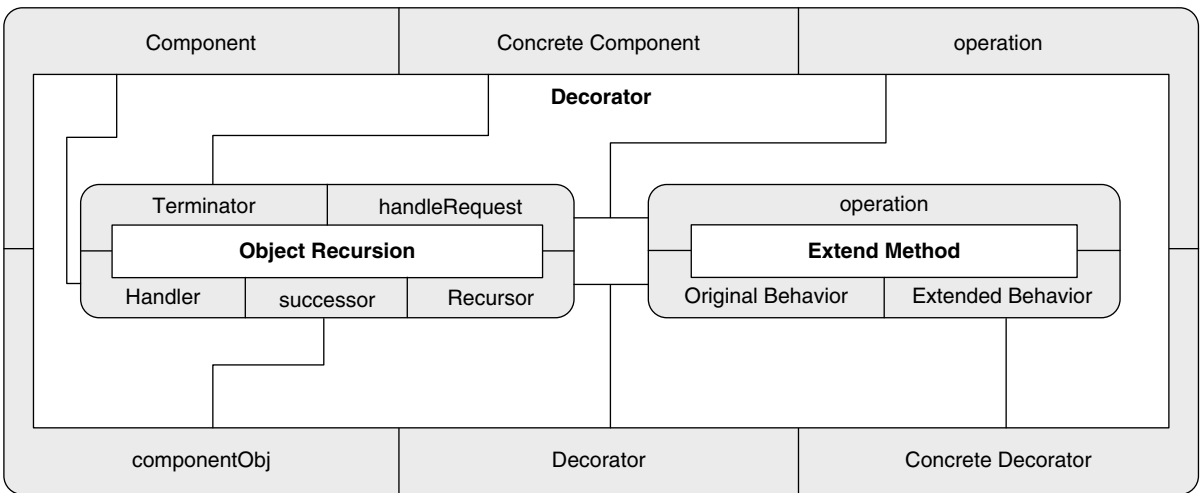 Component Concrete Component operation
Decorator
Terminator handleRequest operation
Object Recursion Extend Method
Handler successor Recursor Original Behavior Extended Behavior
componentObj Decorator Concrete Decorator